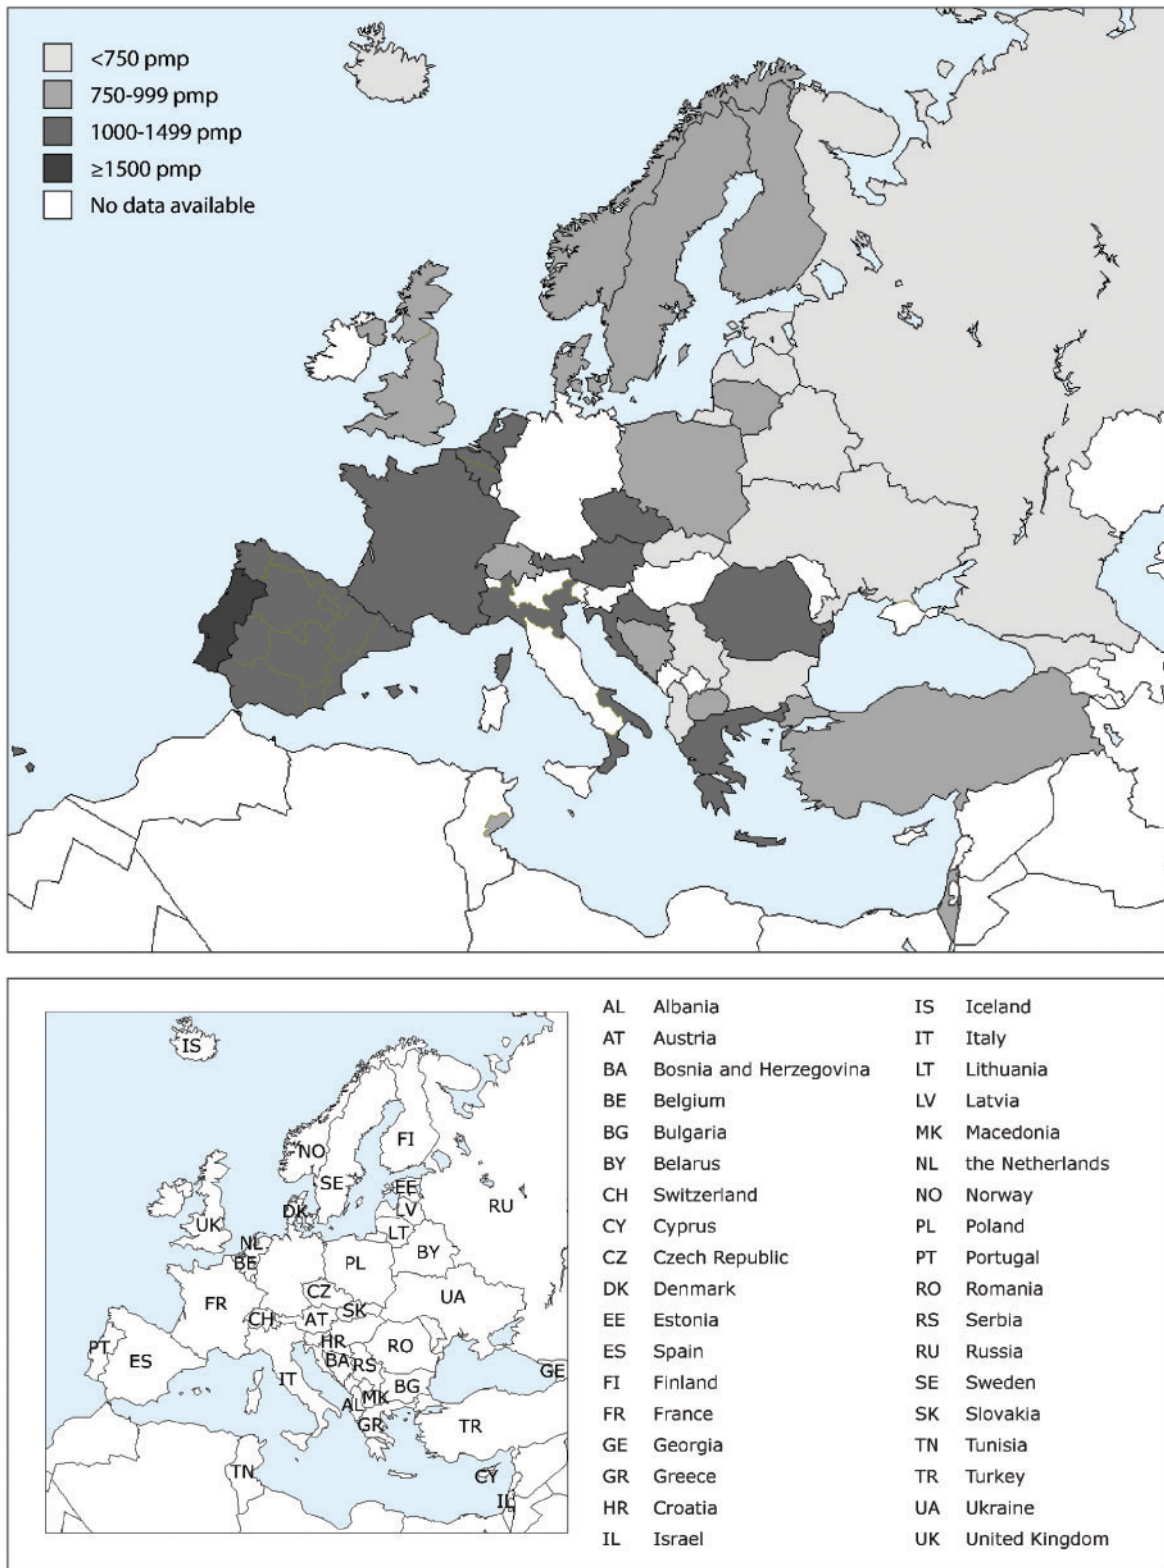 <750 pmp
750-999 pmp
1000-1499 pmp
≥1500 pmp
No data available
IS
NO
FI
SE
EE
RU
DK
LV
LT
UK
NL
BY
BE
PL
CZ
UA
FR
SK
CH
AT
HR
RO
PT
ES
BA
RS
GE
IT
BG
MK
AL
GR
TR
TN
CY
IL
AL Albania
AT Austria
BA Bosnia and Herzegovina
BE Belgium
BG Bulgaria
BY Belarus
CH Switzerland
CY Cyprus
CZ Czech Republic
DK Denmark
EE Estonia
ES Spain
FI Finland
FR France
GE Georgia
GR Greece
HR Croatia
IL Israel
IS Iceland
IT Italy
LT Lithuania
LV Latvia
MK Macedonia
NL the Netherlands
NO Norway
PL Poland
PT Portugal
RO Romania
RS Serbia
RU Russia
SE Sweden
SK Slovakia
TN Tunisia
TR Turkey
UA Ukraine
UK United Kingdom